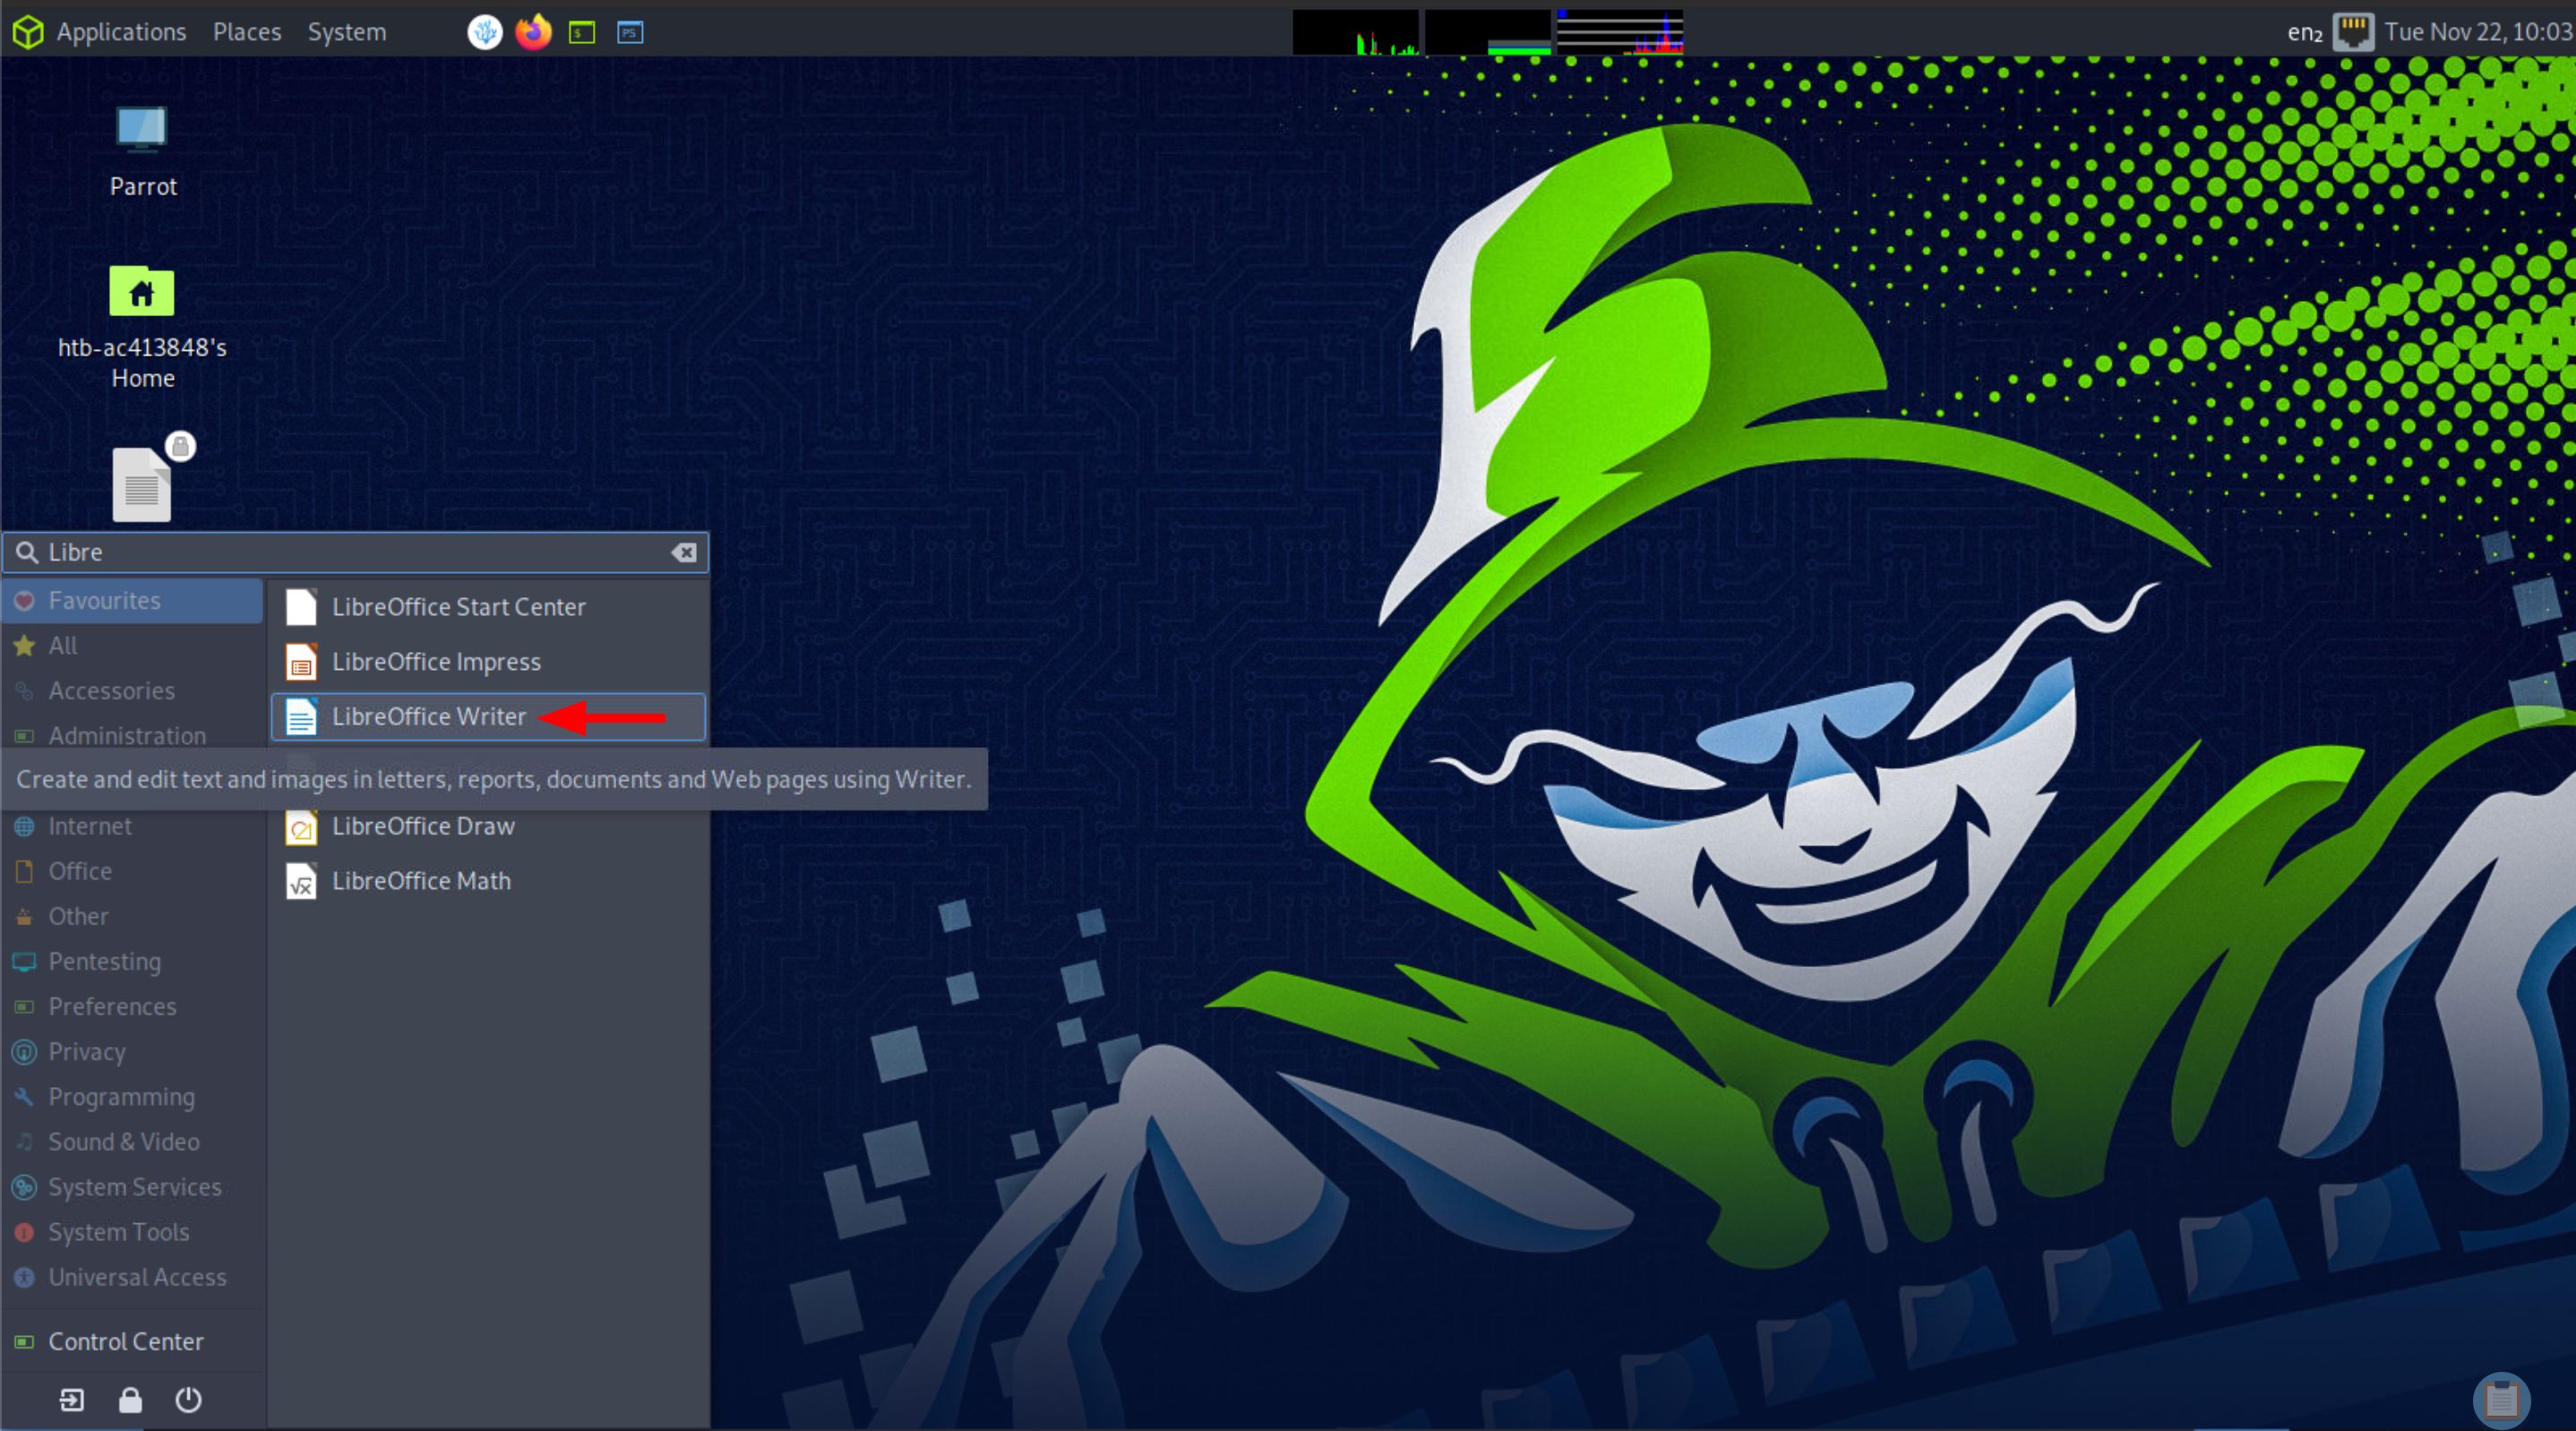 Applications Places System $ PS en₂ Tue Nov 22, 10:03
Parrot
htb-ac413848's
Home
Libre
Favourites
All
Accessories
Administration
LibreOffice Start Center
LibreOffice Impress
LibreOffice Writer
Create and edit text and images in letters, reports, documents and Web pages using Writer.
Internet
Office
Other
Pentesting
Preferences
Privacy
Programming
Sound & Video
System Services
System Tools
Universal Access
LibreOffice Draw
LibreOffice Math
Control Center